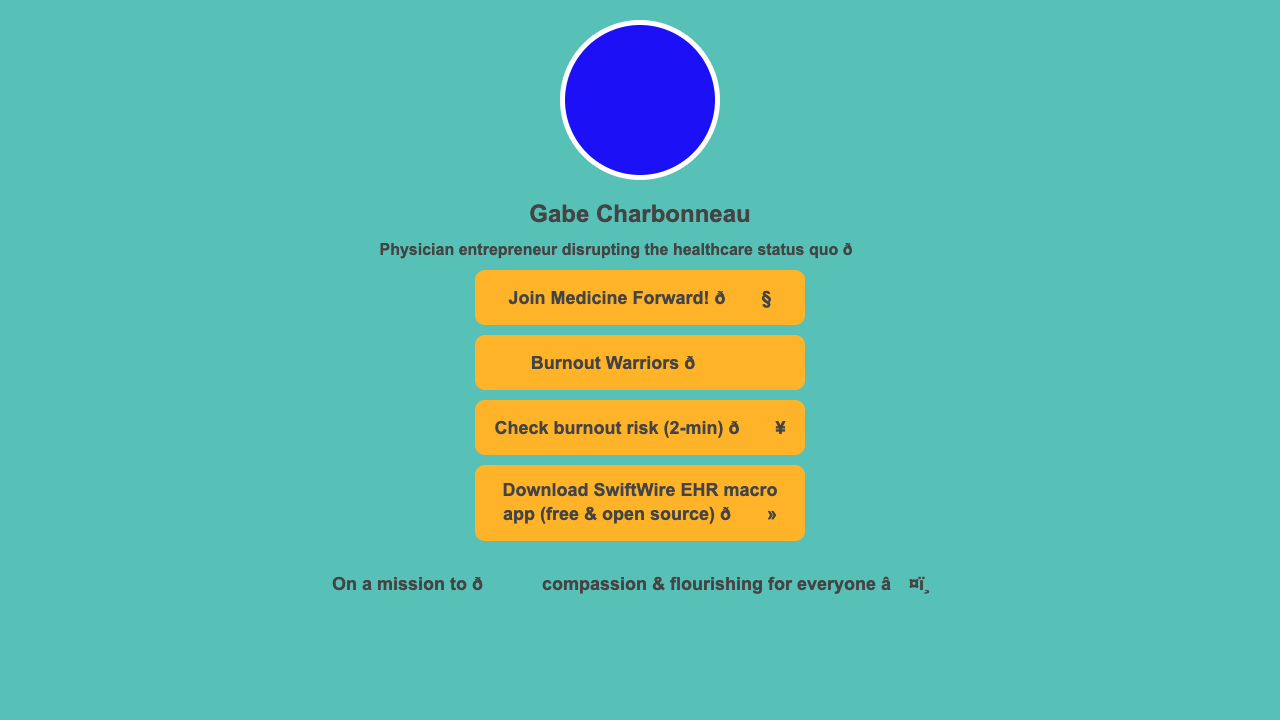 Gabe Charbonneau
Physician entrepreneur disrupting the healthcare status quo ð
Join Medicine Forward! ð §
Burnout Warriors ð
Check burnout risk (2-min) ð ¥
Download SwiftWire EHR macro
app (free & open source) ð »
On a mission to ð compassion & flourishing for everyone â ¤ï¸